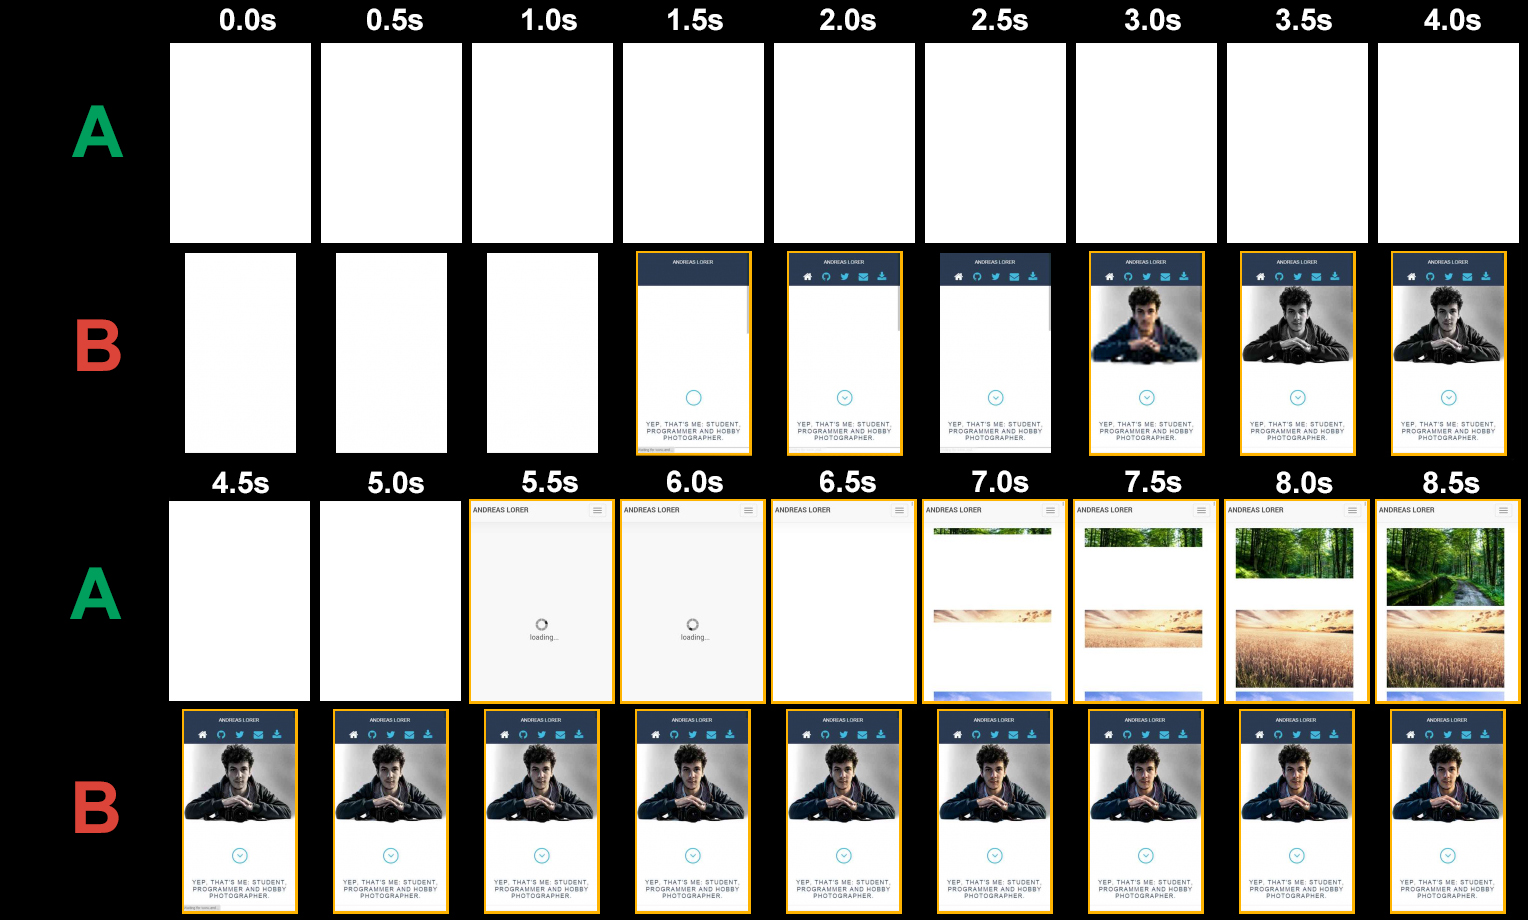 0.0s 0.5s 1.0s 1.5s 2.0s 2.5s 3.0s 3.5s 4.0s
A
B
ANDREAS LORER
YEP, THAT'S ME: STUDENT,
PROGRAMMER AND HOBBY
PHOTOGRAPHER.
ANDREAS LORER
YEP, THAT'S ME: STUDENT,
PROGRAMMER AND HOBBY
PHOTOGRAPHER.
ANDREAS LORER
YEP, THAT'S ME: STUDENT,
PROGRAMMER AND HOBBY
PHOTOGRAPHER.
ANDREAS LORER
YEP, THAT'S ME: STUDENT,
PROGRAMMER AND HOBBY
PHOTOGRAPHER.
ANDREAS LORER
YEP, THAT'S ME: STUDENT,
PROGRAMMER AND HOBBY
PHOTOGRAPHER.
ANDREAS LORER
YEP, THAT'S ME: STUDENT,
PROGRAMMER AND HOBBY
PHOTOGRAPHER.
4.5s 5.0s 5.5s 6.0s 6.5s 7.0s 7.5s 8.0s 8.5s
A
ANDREAS LORER
loading...
ANDREAS LORER
loading...
ANDREAS LORER
ANDREAS LORER
ANDREAS LORER
ANDREAS LORER
ANDREAS LORER
B
ANDREAS LORER
YEP, THAT'S ME: STUDENT,
PROGRAMMER AND HOBBY
PHOTOGRAPHER.
ANDREAS LORER
YEP, THAT'S ME: STUDENT,
PROGRAMMER AND HOBBY
PHOTOGRAPHER.
ANDREAS LORER
YEP, THAT'S ME: STUDENT,
PROGRAMMER AND HOBBY
PHOTOGRAPHER.
ANDREAS LORER
YEP, THAT'S ME: STUDENT,
PROGRAMMER AND HOBBY
PHOTOGRAPHER.
ANDREAS LORER
YEP, THAT'S ME: STUDENT,
PROGRAMMER AND HOBBY
PHOTOGRAPHER.
ANDREAS LORER
YEP, THAT'S ME: STUDENT,
PROGRAMMER AND HOBBY
PHOTOGRAPHER.
ANDREAS LORER
YEP, THAT'S ME: STUDENT,
PROGRAMMER AND HOBBY
PHOTOGRAPHER.
ANDREAS LORER
YEP, THAT'S ME: STUDENT,
PROGRAMMER AND HOBBY
PHOTOGRAPHER.
ANDREAS LORER
YEP, THAT'S ME: STUDENT,
PROGRAMMER AND HOBBY
PHOTOGRAPHER.